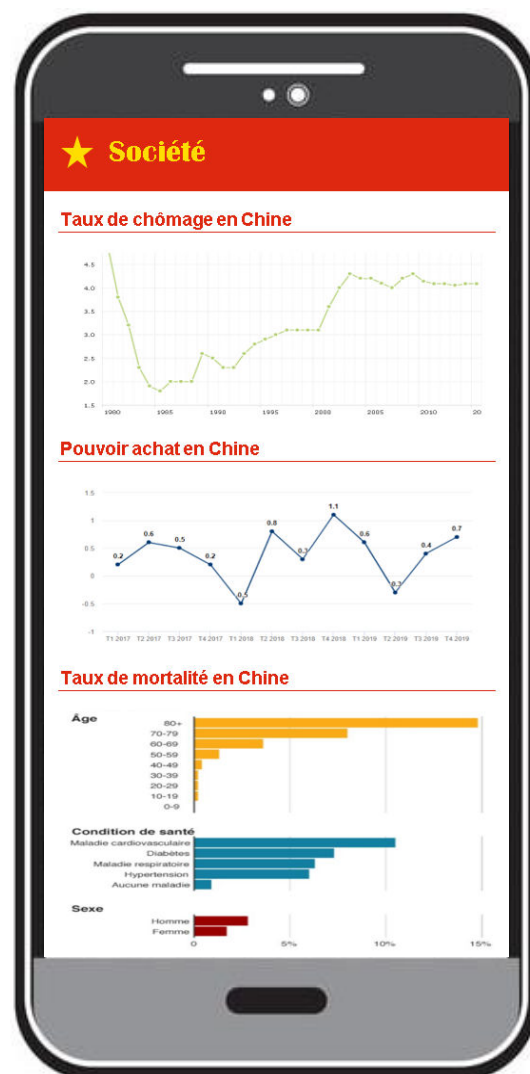 ★ Société
Taux de chômage en Chine
4.5
4.0
3.5
3.0
2.5
2.0
1.5
1980 1985 1990 1995 2000 2005 2010 20
Pouvoir achat en Chine
1.5
1
0.5
0
-0.5
-1
0.2 0.6 0.5 0.2 0.5 0.8 0.3 1.1 0.6 0.3 0.4 0.7
T1 2017 T2 2017 T3 2017 T4 2017 T1 2018 T2 2018 T3 2018 T4 2018 T1 2019 T2 2019 T3 2019 T4 2019
Taux de mortalité en Chine
Âge
80+
70-79
60-69
50-59
40-49
30-39
20-29
10-19
0-9
Condition de santé
Maladie cardiovasculaire
Diabètes
Maladie respiratoire
Hypertension
Aucune maladie
Sexe
Homme
Femme
0 5% 10% 15%